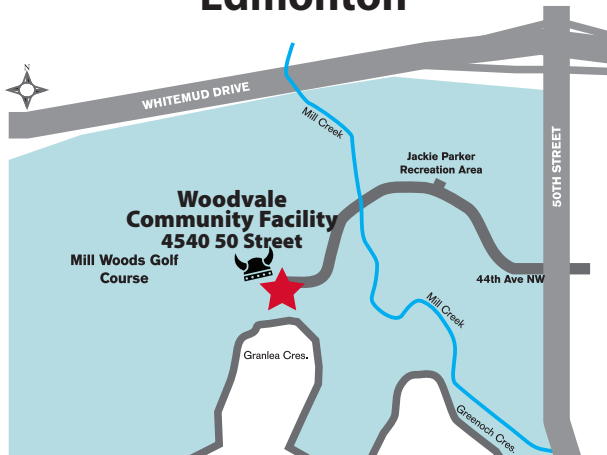 Edmonton
N
WHITEMUD DRIVE
Mill Creek
50TH STREET
Jackie Parker
Recreation Area
Woodvale
Community Facility
4540 50 Street
Mill Woods Golf
Course
44th Ave NW
Mill Creek
Granlea Cres.
Greenoch Cres.